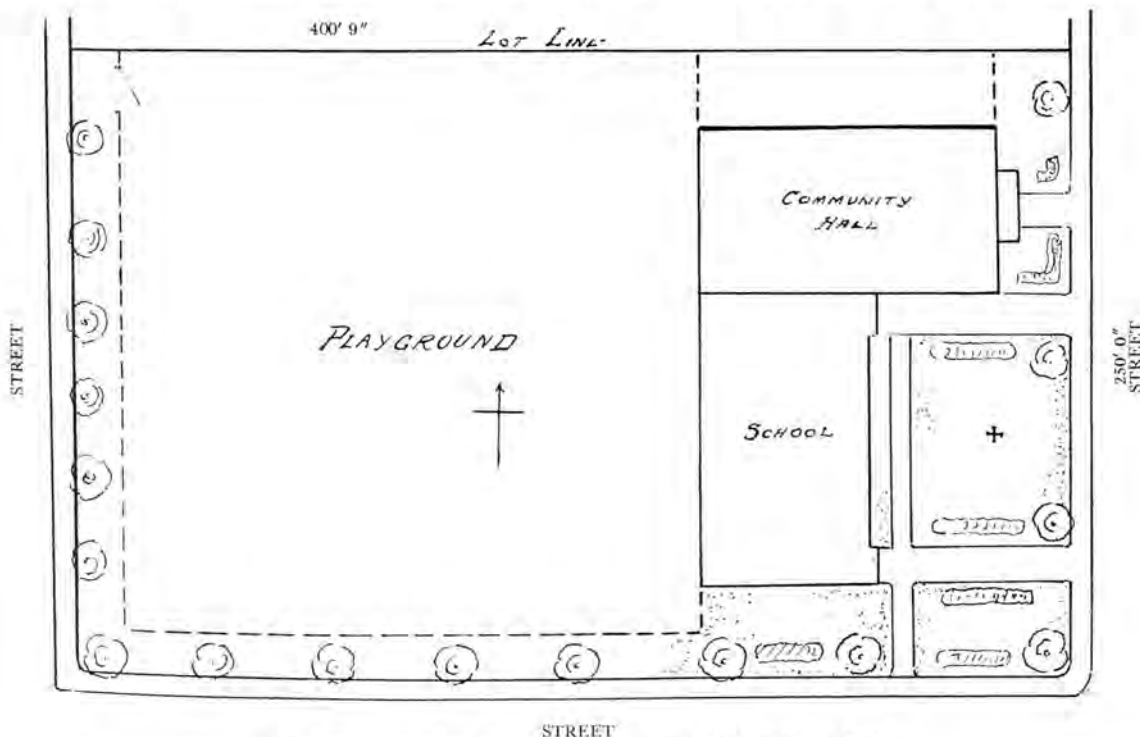 400' 9"
LOT LINE
COMMUNITY
HALL
PLAYGROUND
SCHOOL
STREET
250' 0"
STREET
STREET